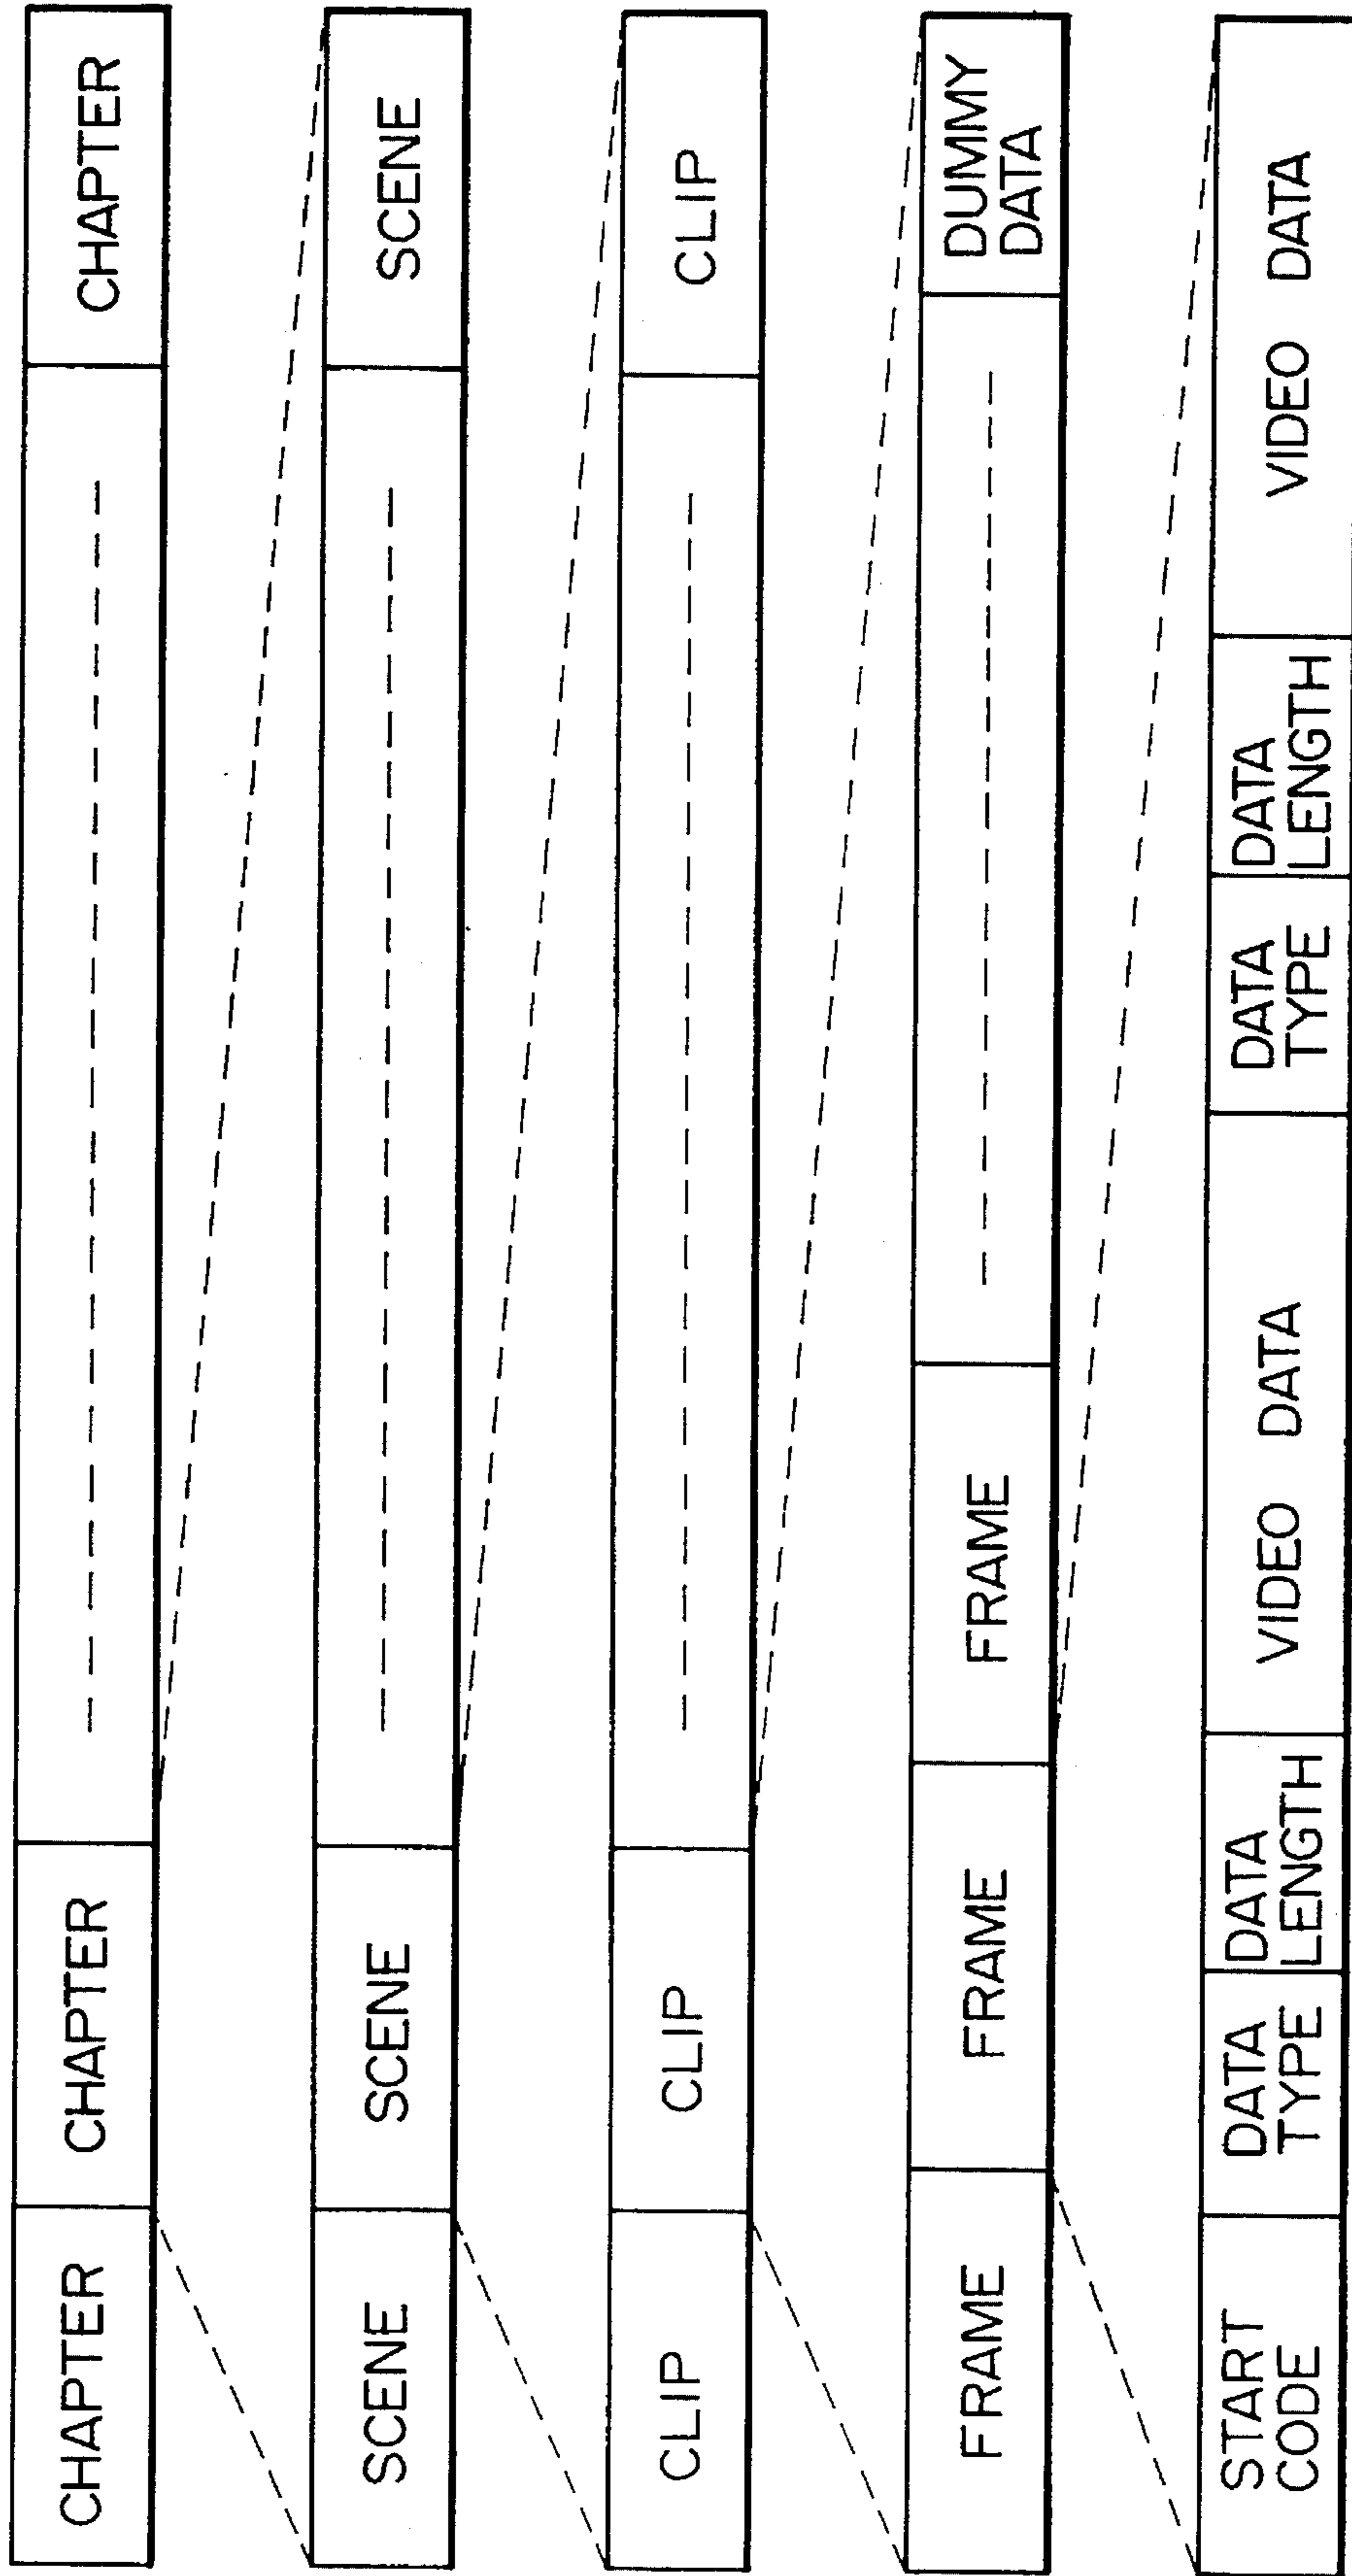 CHAPTER
CHAPTER
CHAPTER
SCENE
SCENE
SCENE
CLIP
CLIP
CLIP
FRAME
FRAME
FRAME
DUMMY
DATA
START
CODE
DATA
TYPE
DATA
LENGTH
VIDEO DATA
DATA
TYPE
DATA
LENGTH
VIDEO DATA